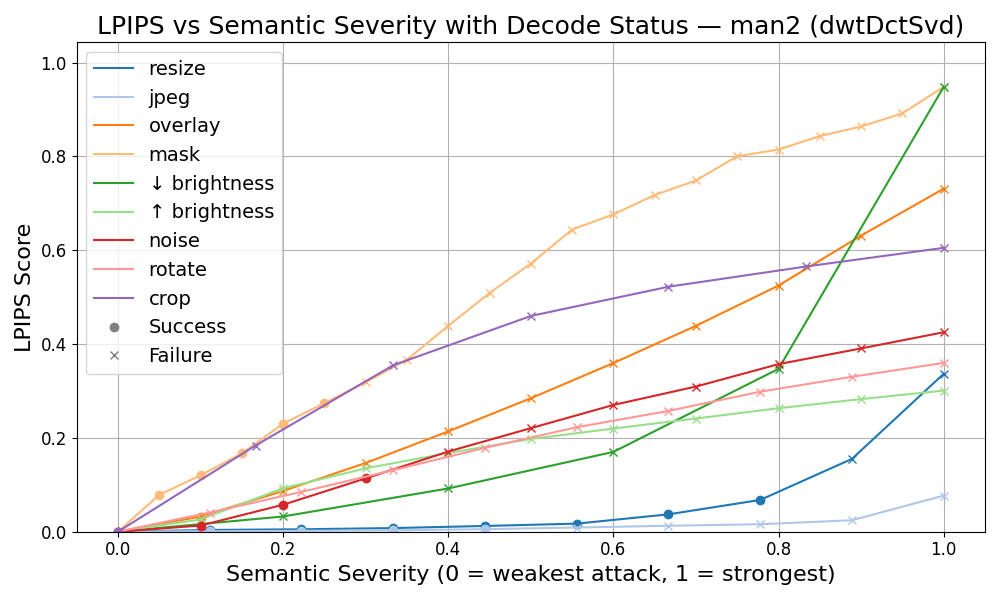 LPIPS vs Semantic Severity with Decode Status — man2 (dwtDctSvd)
LPIPS Score
1.0
0.8
0.6
0.4
0.2
0.0
resize
jpeg
overlay
mask
↓ brightness
↑ brightness
noise
rotate
crop
Success
Failure
0.0 0.2 0.4 0.6 0.8 1.0
Semantic Severity (0 = weakest attack, 1 = strongest)